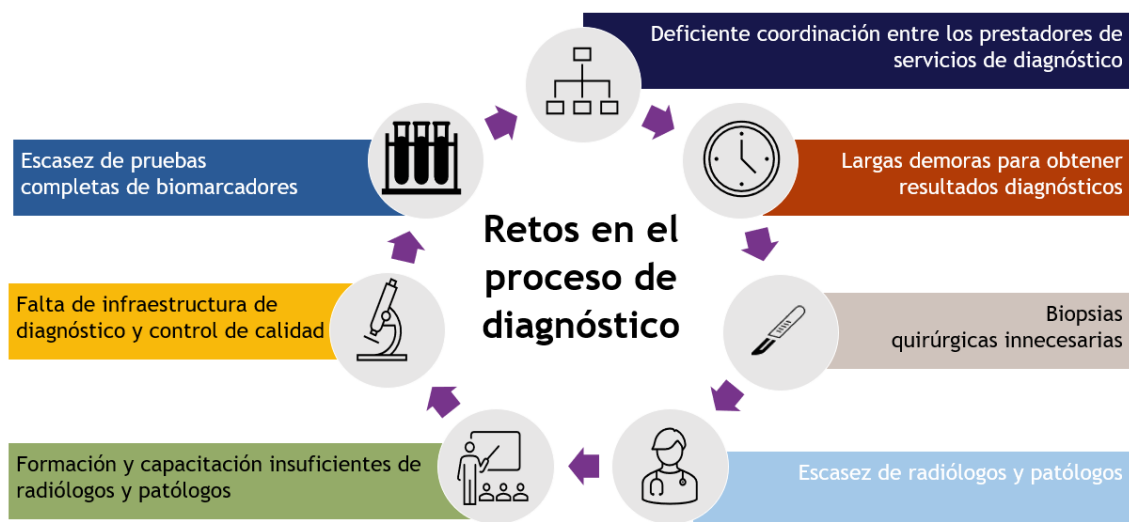 Deficiente coordinación entre los prestadores de
servicios de diagnóstico
Largas demoras para obtener
resultados diagnósticos
Biopsias
quirúrgicas innecesarias
Escasez de radiólogos y patólogos
Formación y capacitación insuficientes de
radiólogos y patólogos
Falta de infraestructura de
diagnóstico y control de calidad
Escasez de pruebas
completas de biomarcadores
Retos en el
proceso de
diagnóstico